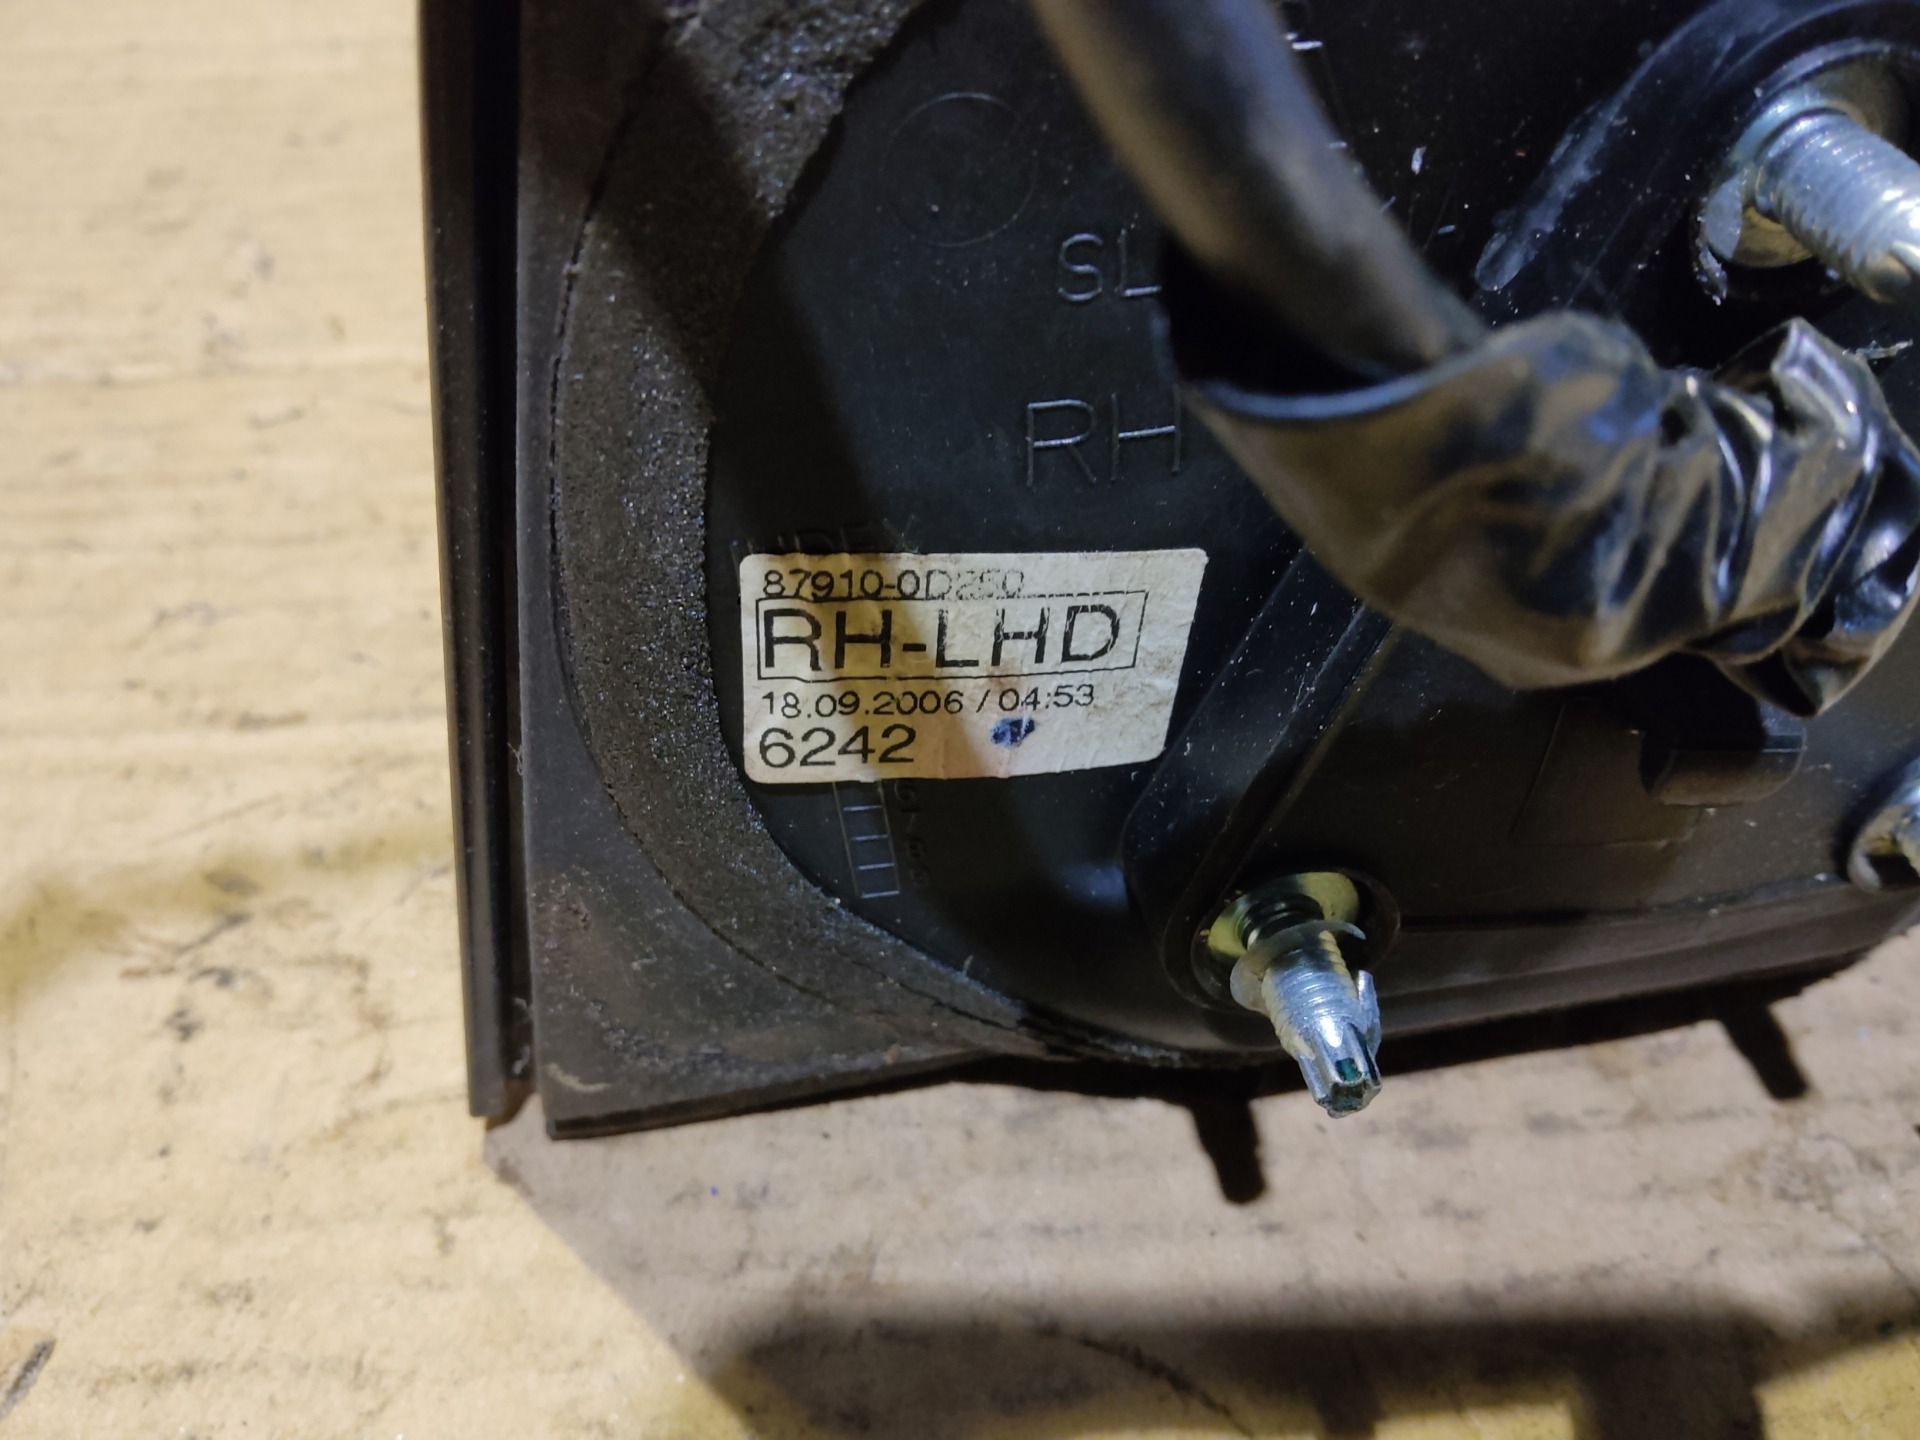 SL
RH
87910-0D250
RH-LHD
18.09.2006 / 04:53
6242